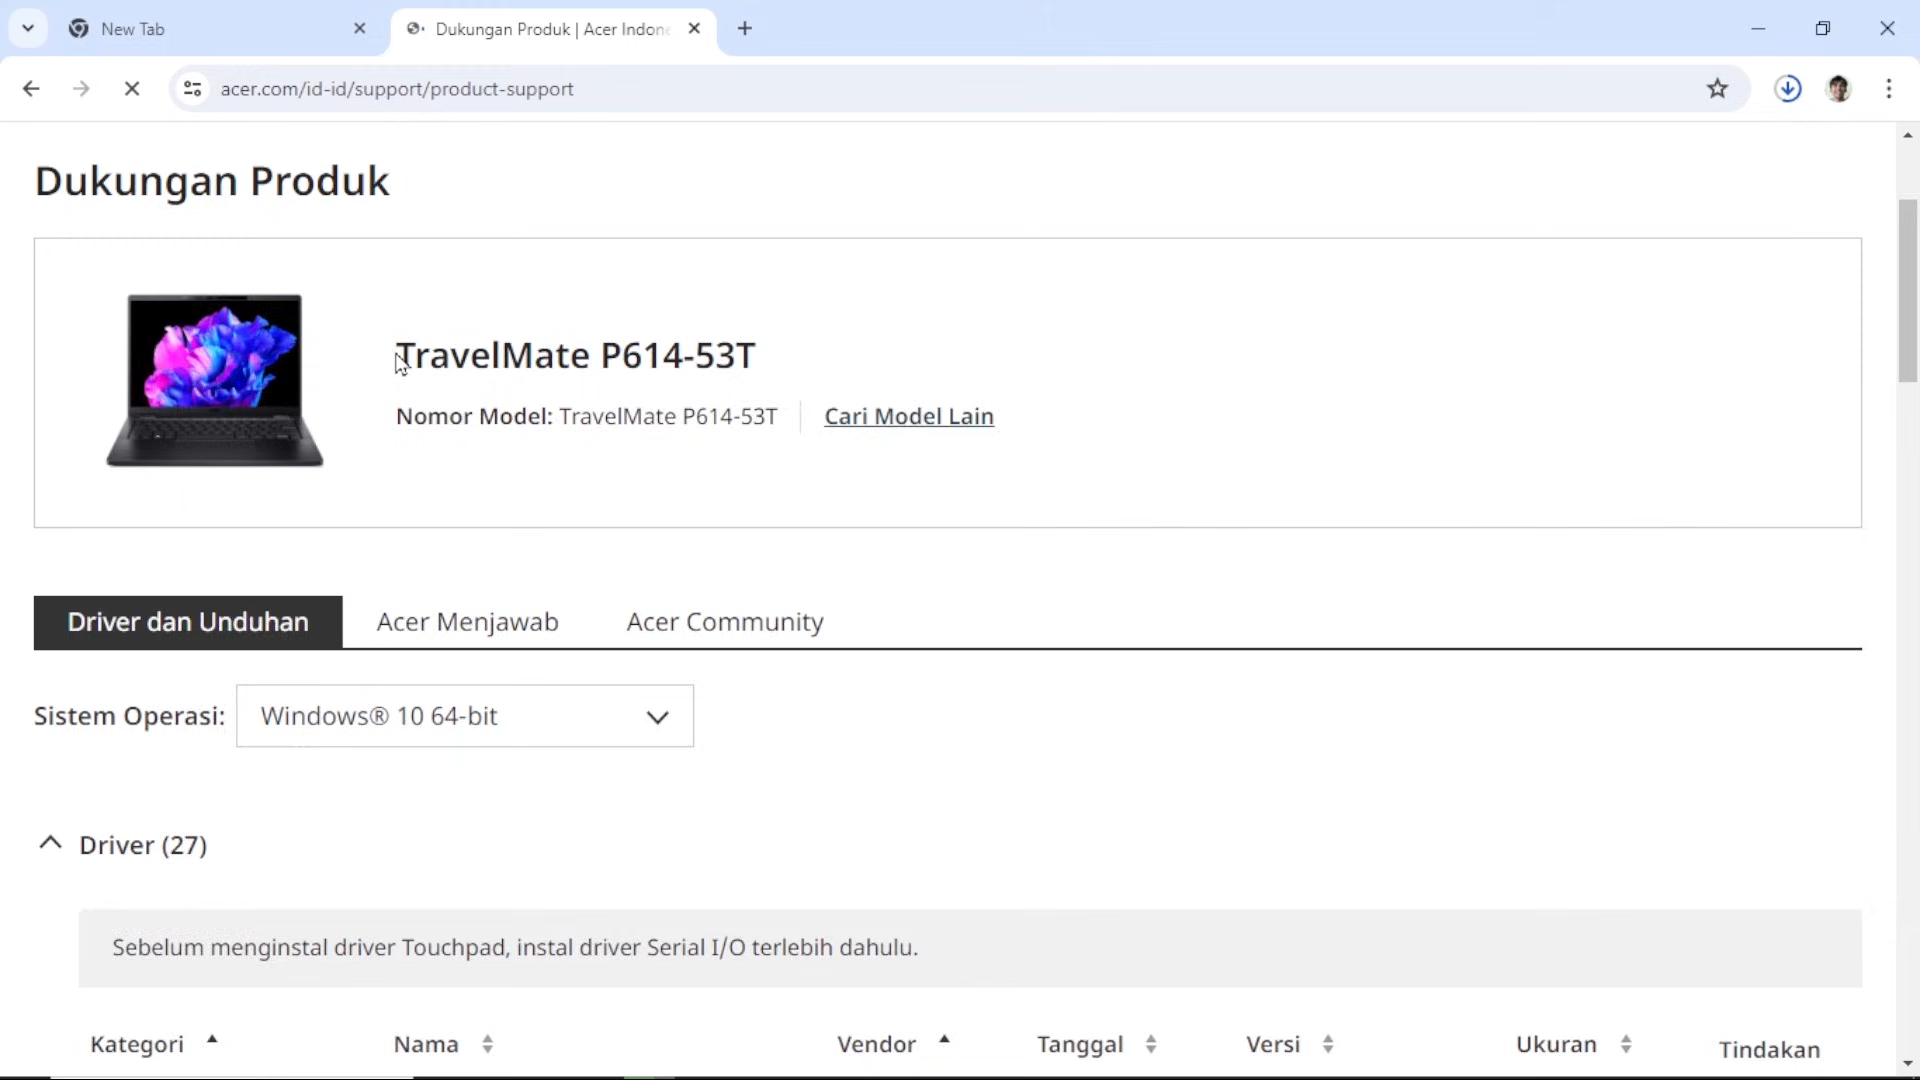 New Tab
Dukungan Produk | Acer Indone
acer.com/id-id/support/product-support
Dukungan Produk
TravelMate P614-53T
Nomor Model: TravelMate P614-53T
Cari Model Lain
Driver dan Unduhan
Acer Menjawab
Acer Community
Sistem Operasi:
Windows® 10 64-bit
Driver (27)
Sebelum menginstal driver Touchpad, instal driver Serial I/O terlebih dahulu.
Kategori
Nama
Vendor
Tanggal
Versi
Ukuran
Tindakan